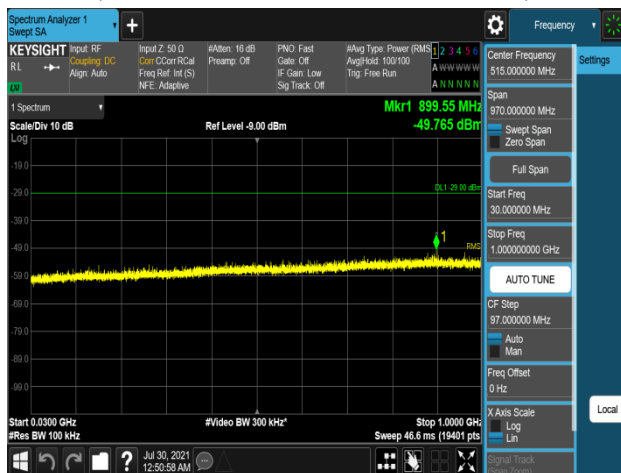 Spectrum Analyzer 1
Swept SA
+
Frequency
KEYSIGHT
RL
Input: RF
Coupling: DC
Align: Auto
Input Z: 50 Ω
Corr CCorr RCal
Freq Ref: Int (S)
NFE: Adaptive
#Atten: 16 dB
Preamp: Off
PNO: Fast
Gate: Off
IF Gain: Low
Sig Track: Off
#Avg Type: Power (RMS
Avg|Hold: 100/100
Trig: Free Run
1 2 3 4 5 6
A W W W W W
A N N N N N
1 Spectrum
Scale/Div 10 dB
Log
Ref Level -9.00 dBm
Mkr1 899.55 MHz
-49.765 dBm
-19.0
-29.0
-39.0
-49.0
-59.0
-69.0
-79.0
-89.0
-99.0
DL1 -29.00 dBm
1
RMS
Start 0.0300 GHz
#Res BW 100 kHz
#Video BW 300 kHz*
Stop 1.0000 GHz
Sweep 46.6 ms (19401 pts
?
Jul 30, 2021
12:50:58 AM
Center Frequency
515.000000 MHz
Span
970.000000 MHz
Swept Span
Zero Span
Full Span
Start Freq
30.000000 MHz
Stop Freq
1.000000000 GHz
AUTO TUNE
CF Step
97.000000 MHz
Auto
Man
Freq Offset
0 Hz
X Axis Scale
Log
Lin
Signal Track
(Span Zoom)
Settings
Local